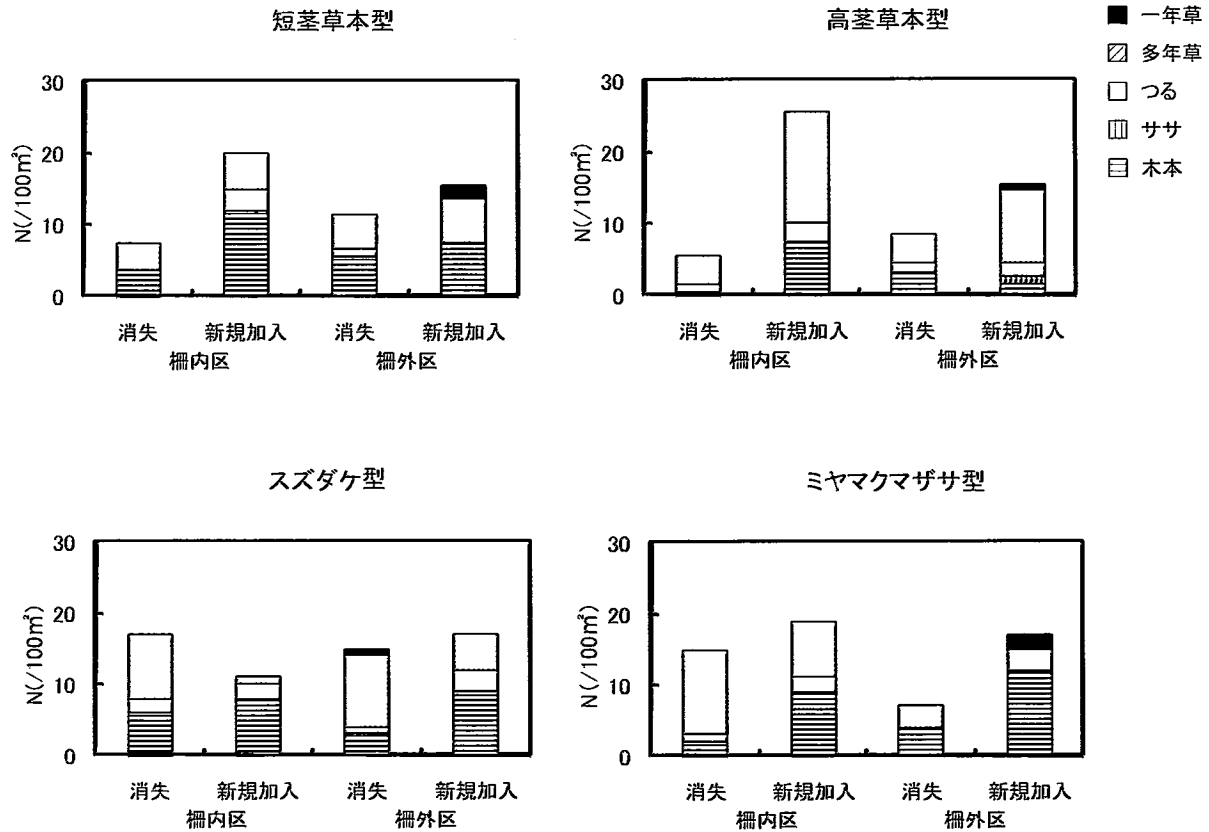 短茎草本型
高茎草本型
一年草
多年草
つる
ササ
木本
N(/100㎡)
30
20
10
0
消失 新規加入 消失 新規加入
柵内区 柵外区
N(/100㎡)
30
20
10
0
消失 新規加入 消失 新規加入
柵内区 柵外区
スズダケ型
ミヤマクマザサ型
N(/100㎡)
30
20
10
0
消失 新規加入 消失 新規加入
柵内区 柵外区
N(/100㎡)
30
20
10
0
消失 新規加入 消失 新規加入
柵内区 柵外区